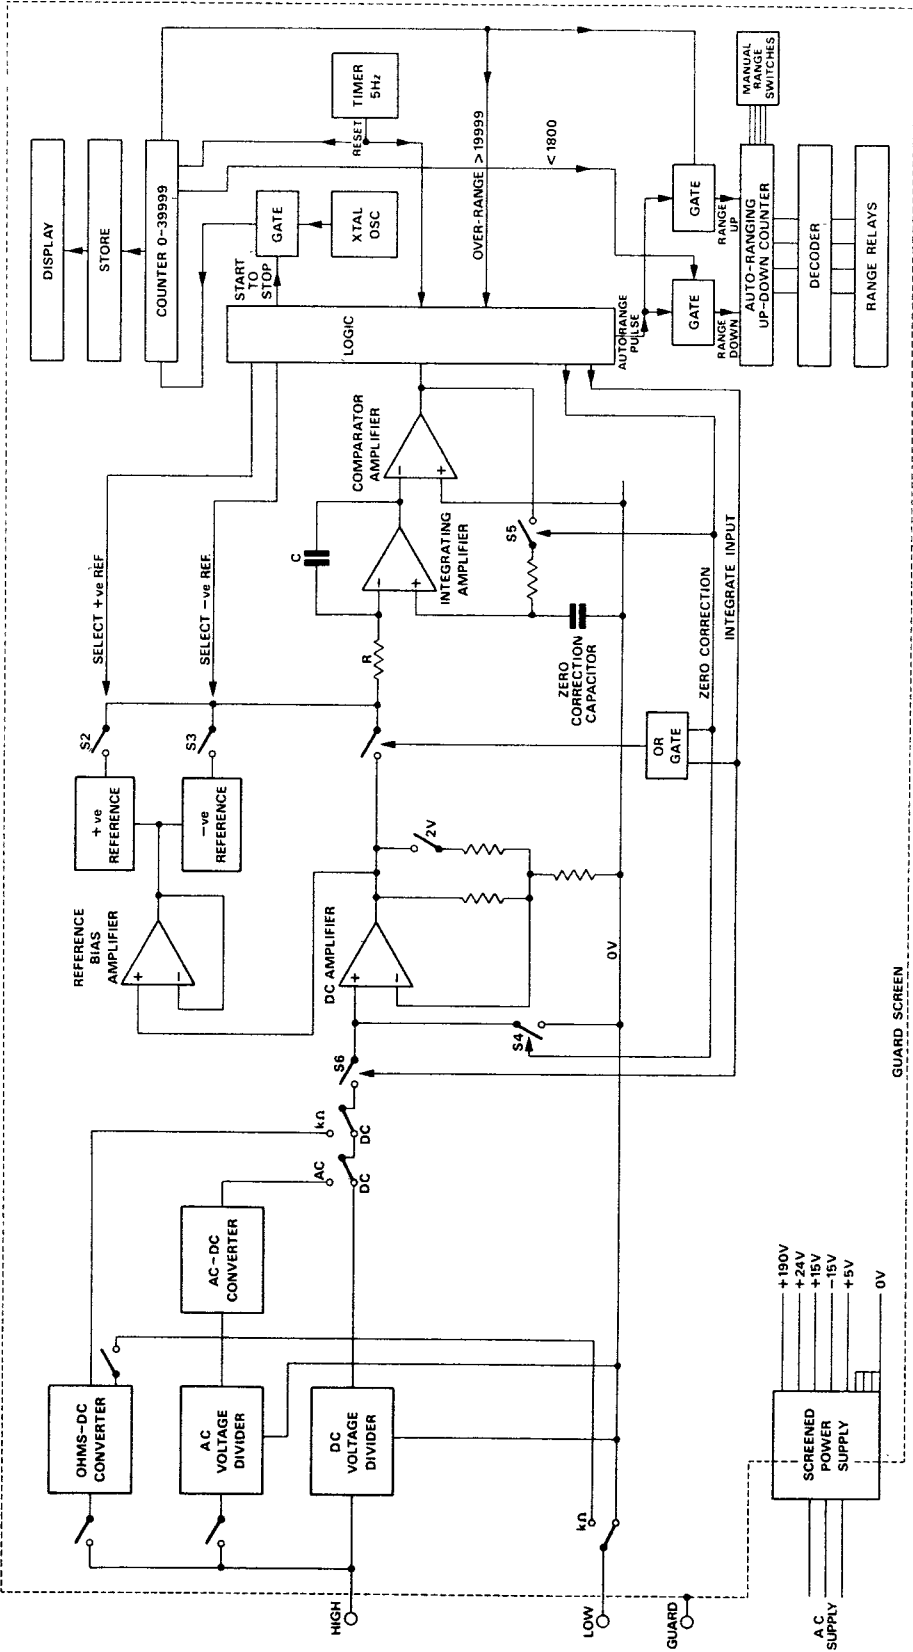 HIGH
LOW
GUARD
kΩ
OHMS-DC
CONVERTER
AC
VOLTAGE
DIVIDER
DC
VOLTAGE
DIVIDER
AC-DC
CONVERTER
AC
DC
kΩ
DC
S6
S4
0V
REFERENCE
BIAS
AMPLIFIER
+
−
DC AMPLIFIER
+
−
2V
+ve
REFERENCE
−ve
REFERENCE
S2
S3
SELECT +ve REF
SELECT −ve REF.
R
C
−
+
INTEGRATING
AMPLIFIER
COMPARATOR
AMPLIFIER
−
+
S5
ZERO
CORRECTION
CAPACITOR
OR
GATE
ZERO CORRECTION
INTEGRATE INPUT
LOGIC
START
TO
STOP
GATE
XTAL
OSC
RESET
TIMER
5Hz
DISPLAY
STORE
COUNTER 0-39999
OVER-RANGE >19999
<1800
AUTORANGE
PULSE
GATE
GATE
RANGE
DOWN
RANGE
UP
MANUAL
RANGE
SWITCHES
AUTO-RANGING
UP-DOWN COUNTER
DECODER
RANGE RELAYS
GUARD SCREEN
AC
SUPPLY
SCREENED
POWER
SUPPLY
+190V
+24V
+15V
−15V
+5V
0V